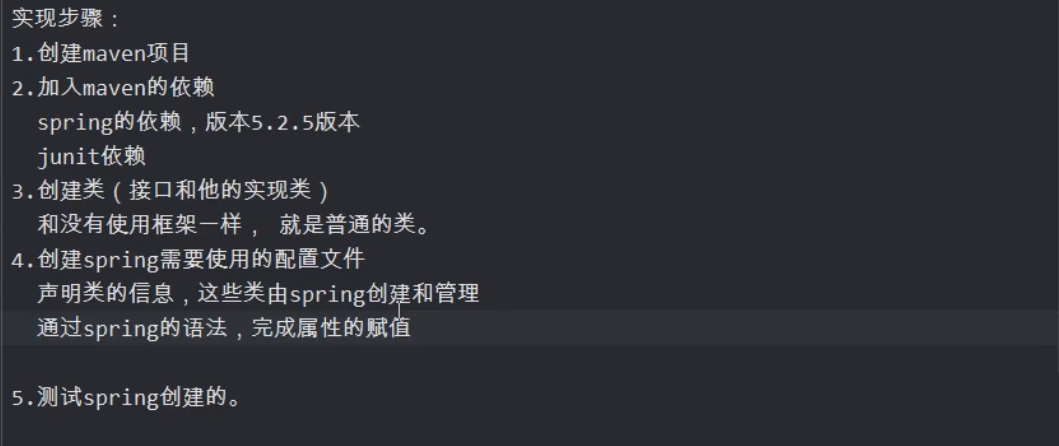 实现步骤：
1.创建maven项目
2.加入maven的依赖
spring的依赖，版本5.2.5版本
junit依赖
3.创建类（接口和他的实现类）
和没有使用框架一样， 就是普通的类。
4.创建spring需要使用的配置文件
声明类的信息，这些类由spring创建和管理
通过spring的语法，完成属性的赋值
5.测试spring创建的。